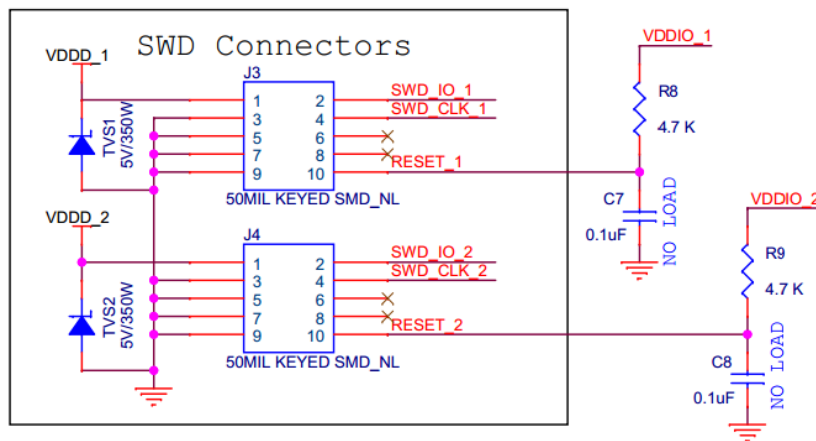 SWD Connectors
VDDD_1
TVS1
5V/350W
J3
1 2
3 4
5 6
7 8
9 10
50MIL KEYED SMD_NL
SWD_IO_1
SWD_CLK_1
RESET_1
VDDIO_1
R8
4.7 K
C7
0.1uF
NO LOAD
VDDD_2
TVS2
5V/350W
J4
1 2
3 4
5 6
7 8
9 10
50MIL KEYED SMD_NL
SWD_IO_2
SWD_CLK_2
RESET_2
VDDIO_2
R9
4.7 K
C8
0.1uF
NO LOAD